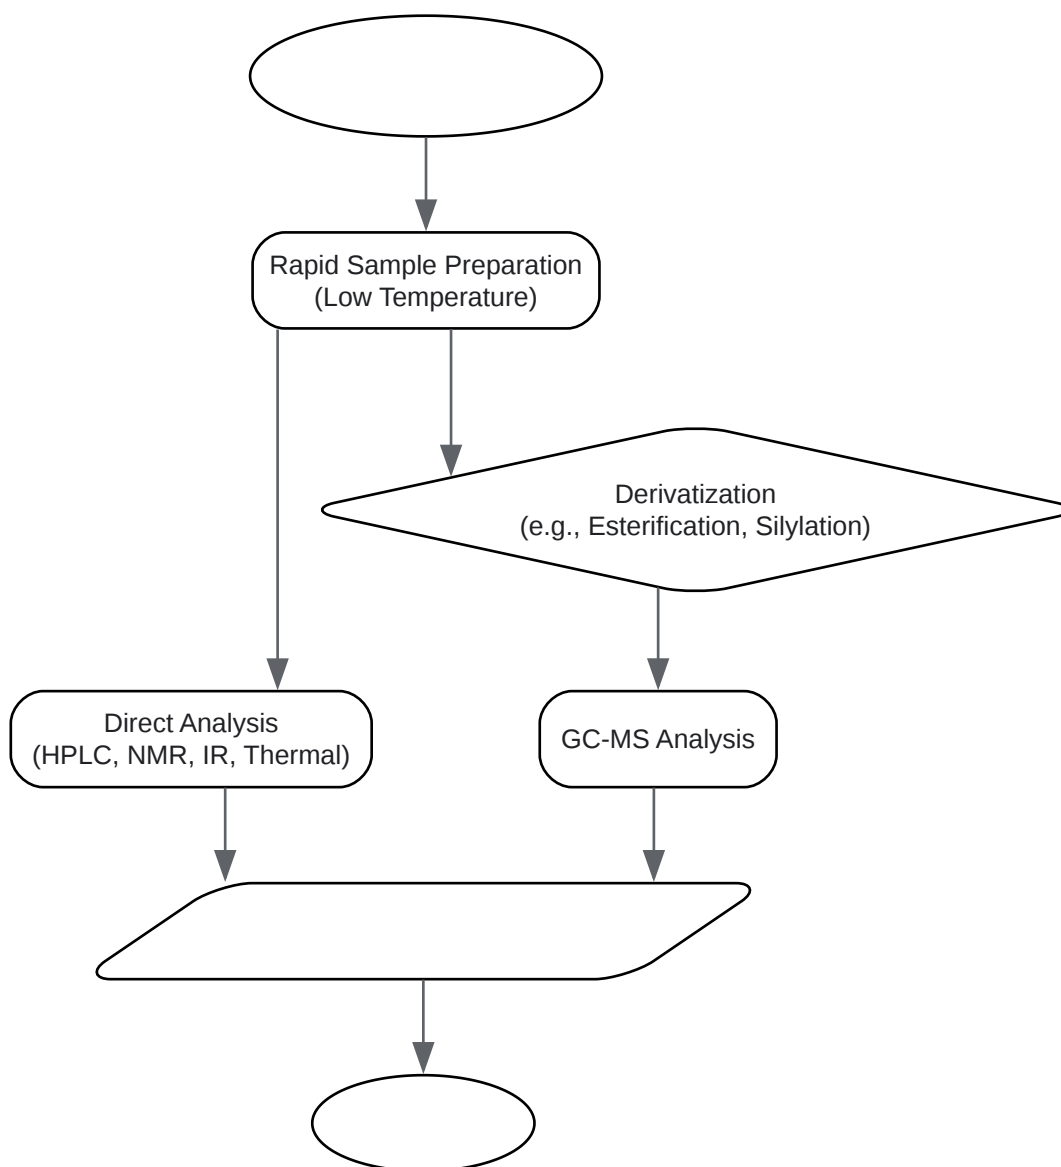 Rapid Sample Preparation
(Low Temperature)
Derivatization
(e.g., Esterification, Silylation)
Direct Analysis
(HPLC, NMR, IR, Thermal)
GC-MS Analysis